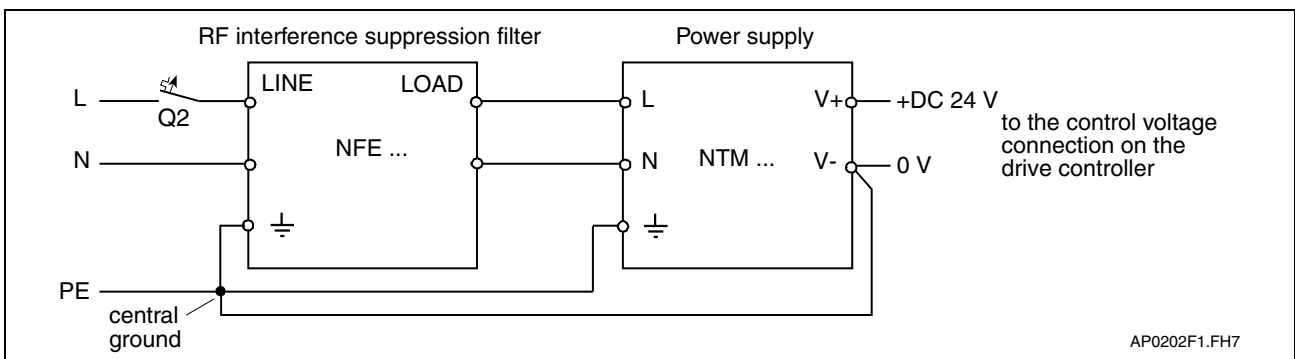 RF interference suppression filter
Power supply
L
Q2
LINE
LOAD
L
V+
+DC 24 V
to the control voltage
connection on the
drive controller
N
NFE ...
N
NTM ...
V-
0 V
PE
central
ground
AP0202F1.FH7